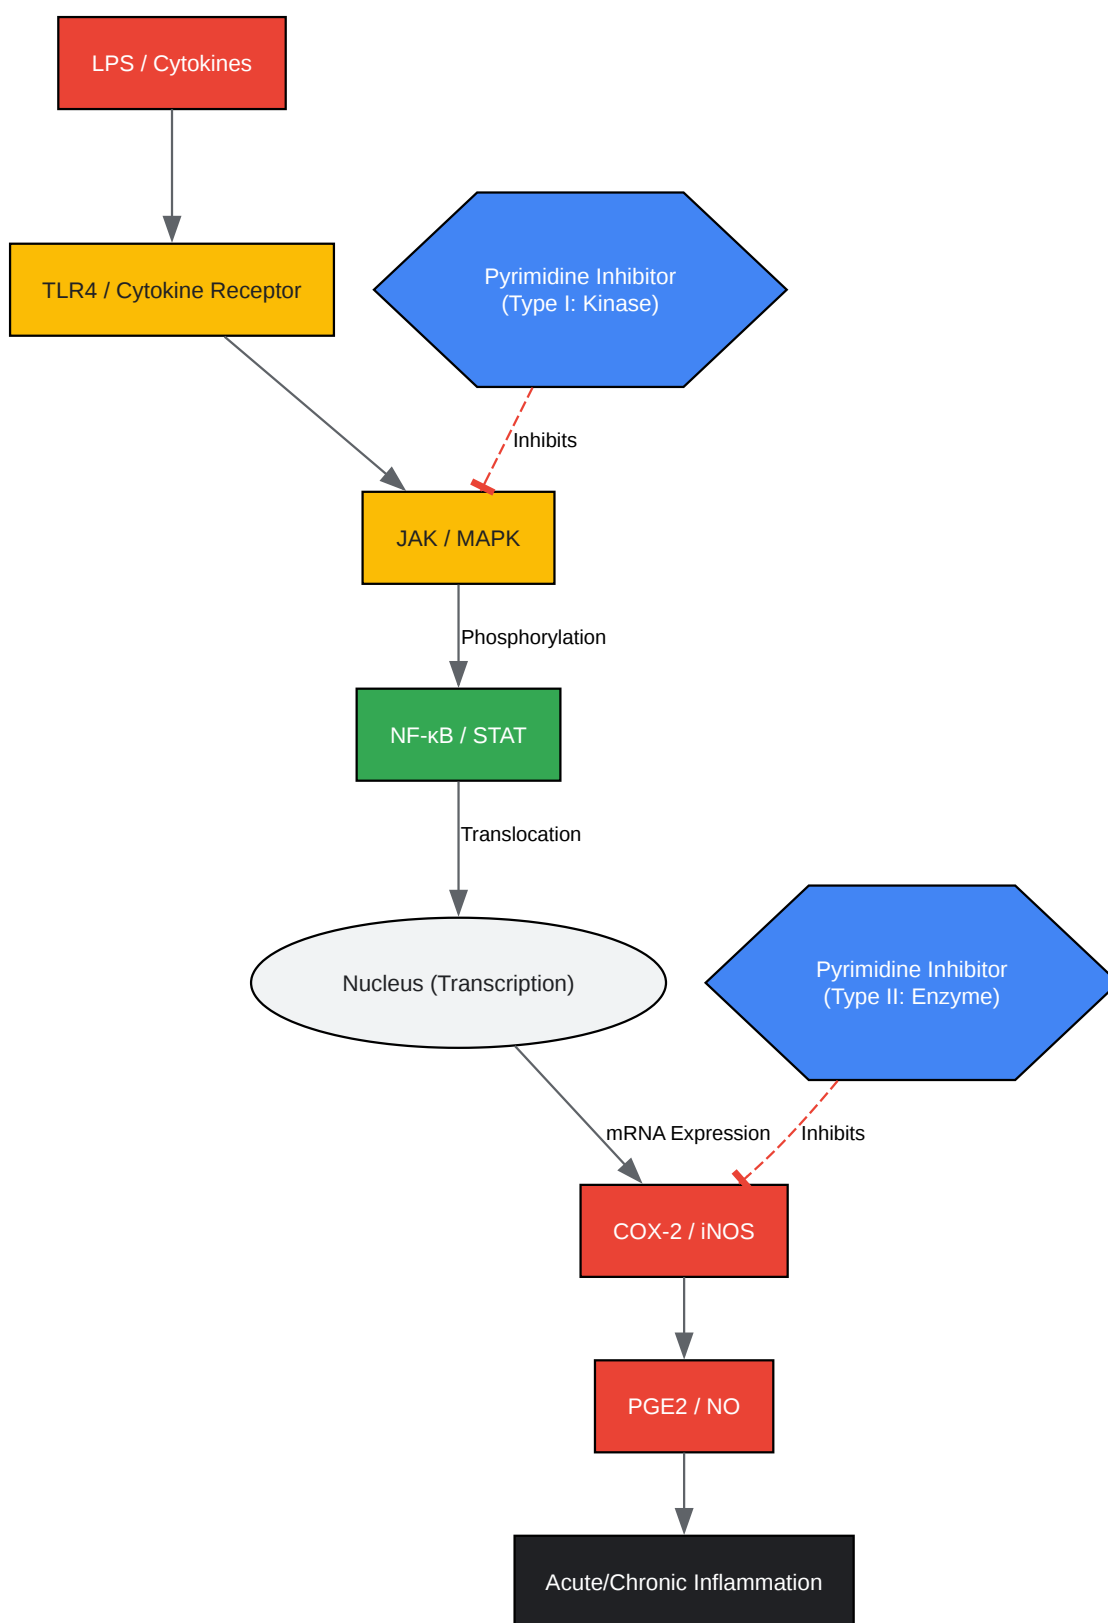 LPS / Cytokines
TLR4 / Cytokine Receptor
Pyrimidine Inhibitor
(Type I: Kinase)
Inhibits
JAK / MAPK
Phosphorylation
NF-κB / STAT
Translocation
Nucleus (Transcription)
Pyrimidine Inhibitor
(Type II: Enzyme)
mRNA Expression
Inhibits
COX-2 / iNOS
PGE2 / NO
Acute/Chronic Inflammation